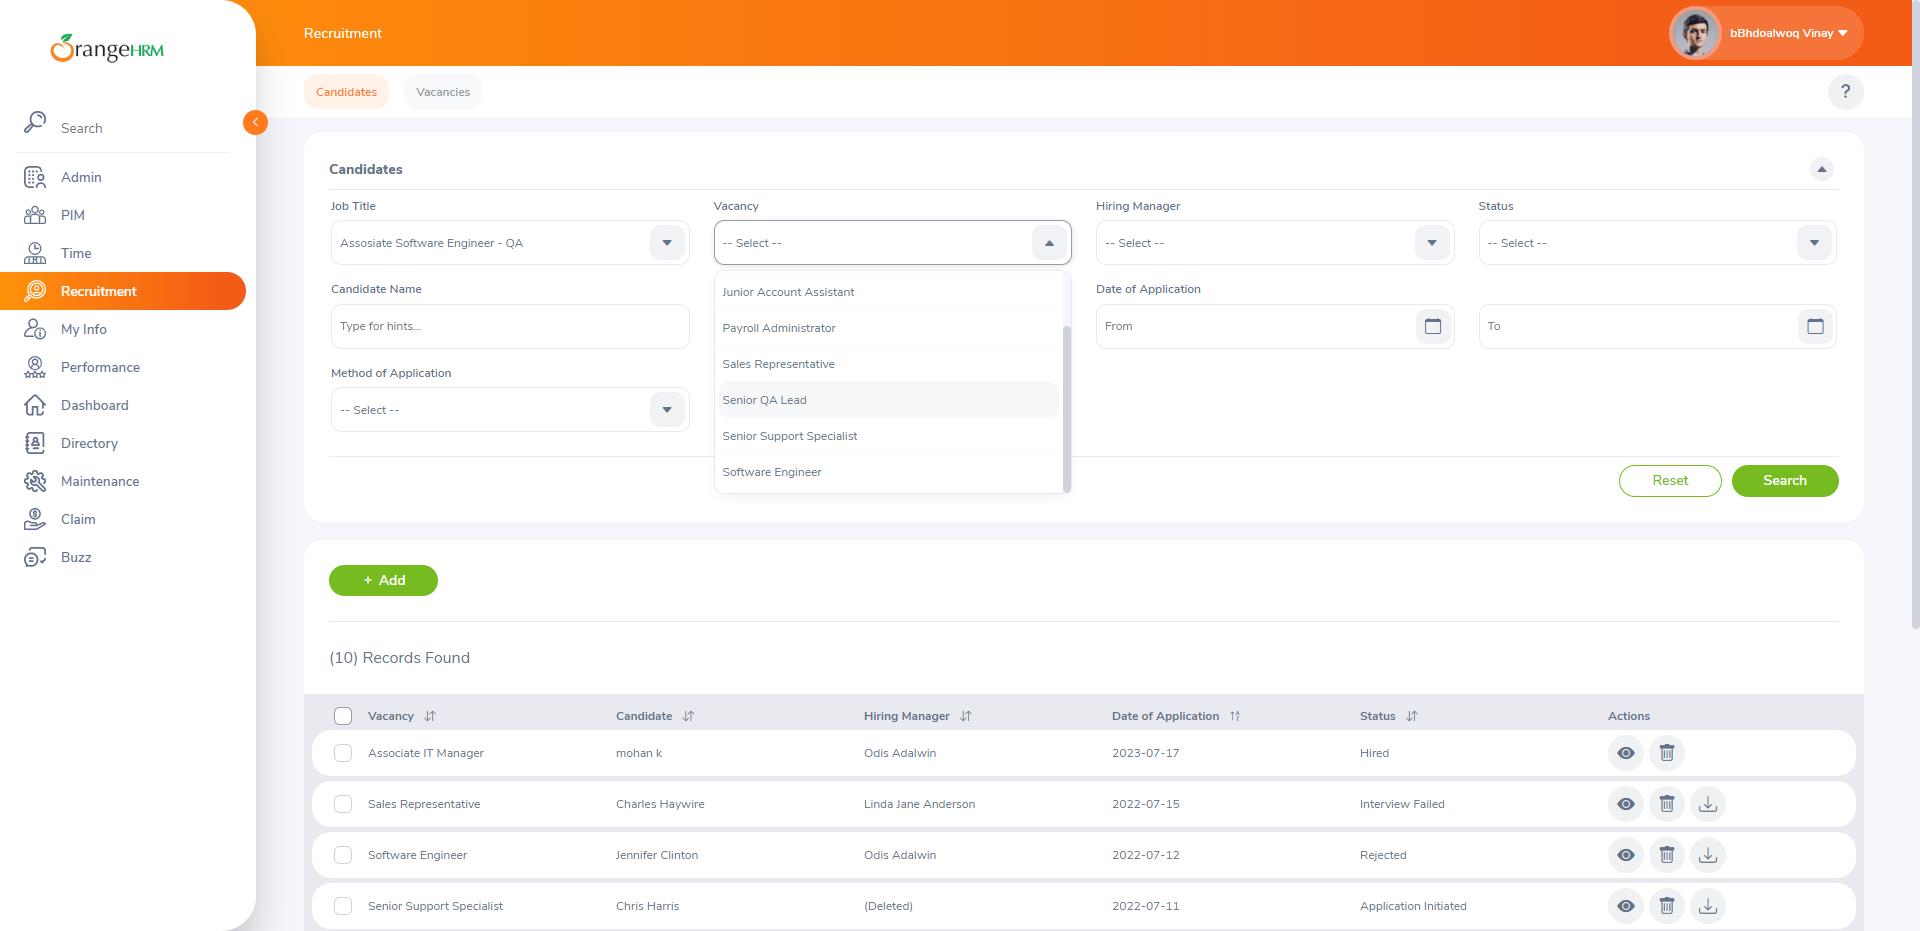 OrangeHRM
Recruitment
bBhdoalwoq Vinay
Candidates
Vacancies
?
Search
Admin
PIM
Time
Recruitment
My Info
Performance
Dashboard
Directory
Maintenance
Claim
Buzz
Candidates
Job Title
Vacancy
Hiring Manager
Status
Assosiate Software Engineer - QA
-- Select --
-- Select --
-- Select --
Candidate Name
Date of Application
Type for hints...
From
To
Method of Application
-- Select --
Junior Account Assistant
Payroll Administrator
Sales Representative
Senior QA Lead
Senior Support Specialist
Software Engineer
Reset
Search
+ Add
(10) Records Found
Vacancy Candidate Hiring Manager Date of Application Status Actions
Associate IT Manager mohan k Odis Adalwin 2023-07-17 Hired
Sales Representative Charles Haywire Linda Jane Anderson 2022-07-15 Interview Failed
Software Engineer Jennifer Clinton Odis Adalwin 2022-07-12 Rejected
Senior Support Specialist Chris Harris (Deleted) 2022-07-11 Application Initiated